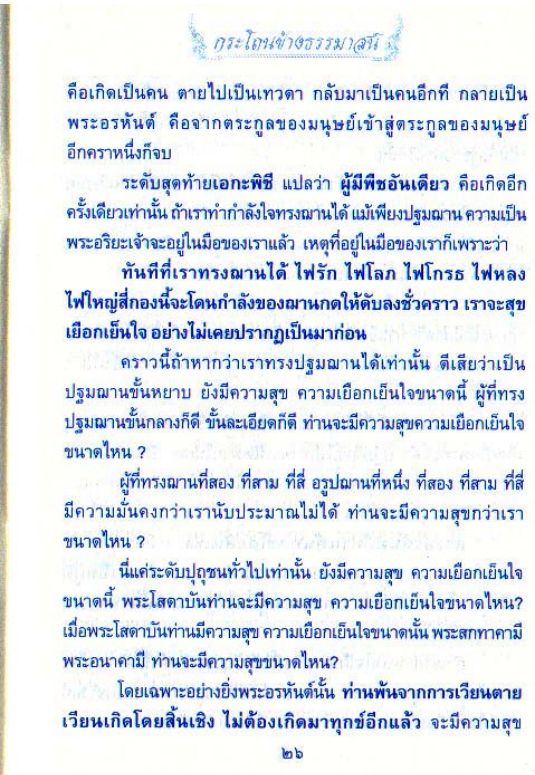 กระโถนข้างธรรมาสน์
คือเกิดเป็นคน ตายไปเป็นเทวดา กลับมาเป็นคนอีกที กลายเป็น
พระอรหันต์ คือจากตระกูลของมนุษย์เข้าสู่ตระกูลของมนุษย์
อีกคราหนึ่งก็จบ
ระดับสุดท้ายเอกะพิชี แปลว่า ผู้มีพืชอันเดียว คือเกิดอีก
ครั้งเดียวเท่านั้น ถ้าเราทำกำลังใจทรงฌานได้ แม้เพียงปฐมฌาน ความเป็น
พระอริยะเจ้าจะอยู่ในมือของเราแล้ว เหตุที่อยู่ในมือของเราก็เพราะว่า
ทันทีที่เราทรงฌานได้ ไฟรัก ไฟโลภ ไฟโกรธ ไฟหลง
ไฟใหญ่สี่กองนี้จะโดนกำลังของฌานกดให้ดับลงชั่วคราว เราจะสุข
เยือกเย็นใจ อย่างไม่เคยปรากฏเป็นมาก่อน
คราวนี้ถ้าหากว่าเราทรงปฐมฌานได้เท่านั้น ตีเสียว่าเป็น
ปฐมฌานขั้นหยาบ ยังมีความสุข ความเยือกเย็นใจขนาดนี้ ผู้ที่ทรง
ปฐมฌานขั้นกลางก็ดี ขั้นละเอียดก็ดี ท่านจะมีความสุขความเยือกเย็นใจ
ขนาดไหน ?
ผู้ที่ทรงฌานที่สอง ที่สาม ที่สี่ อรูปฌานที่หนึ่ง ที่สอง ที่สาม ที่สี่
มีความมั่นคงกว่าเรานับประมาณไม่ได้ ท่านจะมีความสุขกว่าเรา
ขนาดไหน ?
นี่แค่ระดับปุถุชนทั่วไปเท่านั้น ยังมีความสุข ความเยือกเย็นใจ
ขนาดนี้ พระโสดาบันท่านจะมีความสุข ความเยือกเย็นใจขนาดไหน?
เมื่อพระโสดาบันท่านมีความสุข ความเยือกเย็นใจขนาดนั้น พระสกทาคามี
พระอนาคามี ท่านจะมีความสุขขนาดไหน?
โดยเฉพาะอย่างยิ่งพระอรหันต์นั้น ท่านพ้นจากการเวียนตาย
เวียนเกิดโดยสิ้นเชิง ไม่ต้องเกิดมาทุกข์อีกแล้ว จะมีความสุข
๒๖